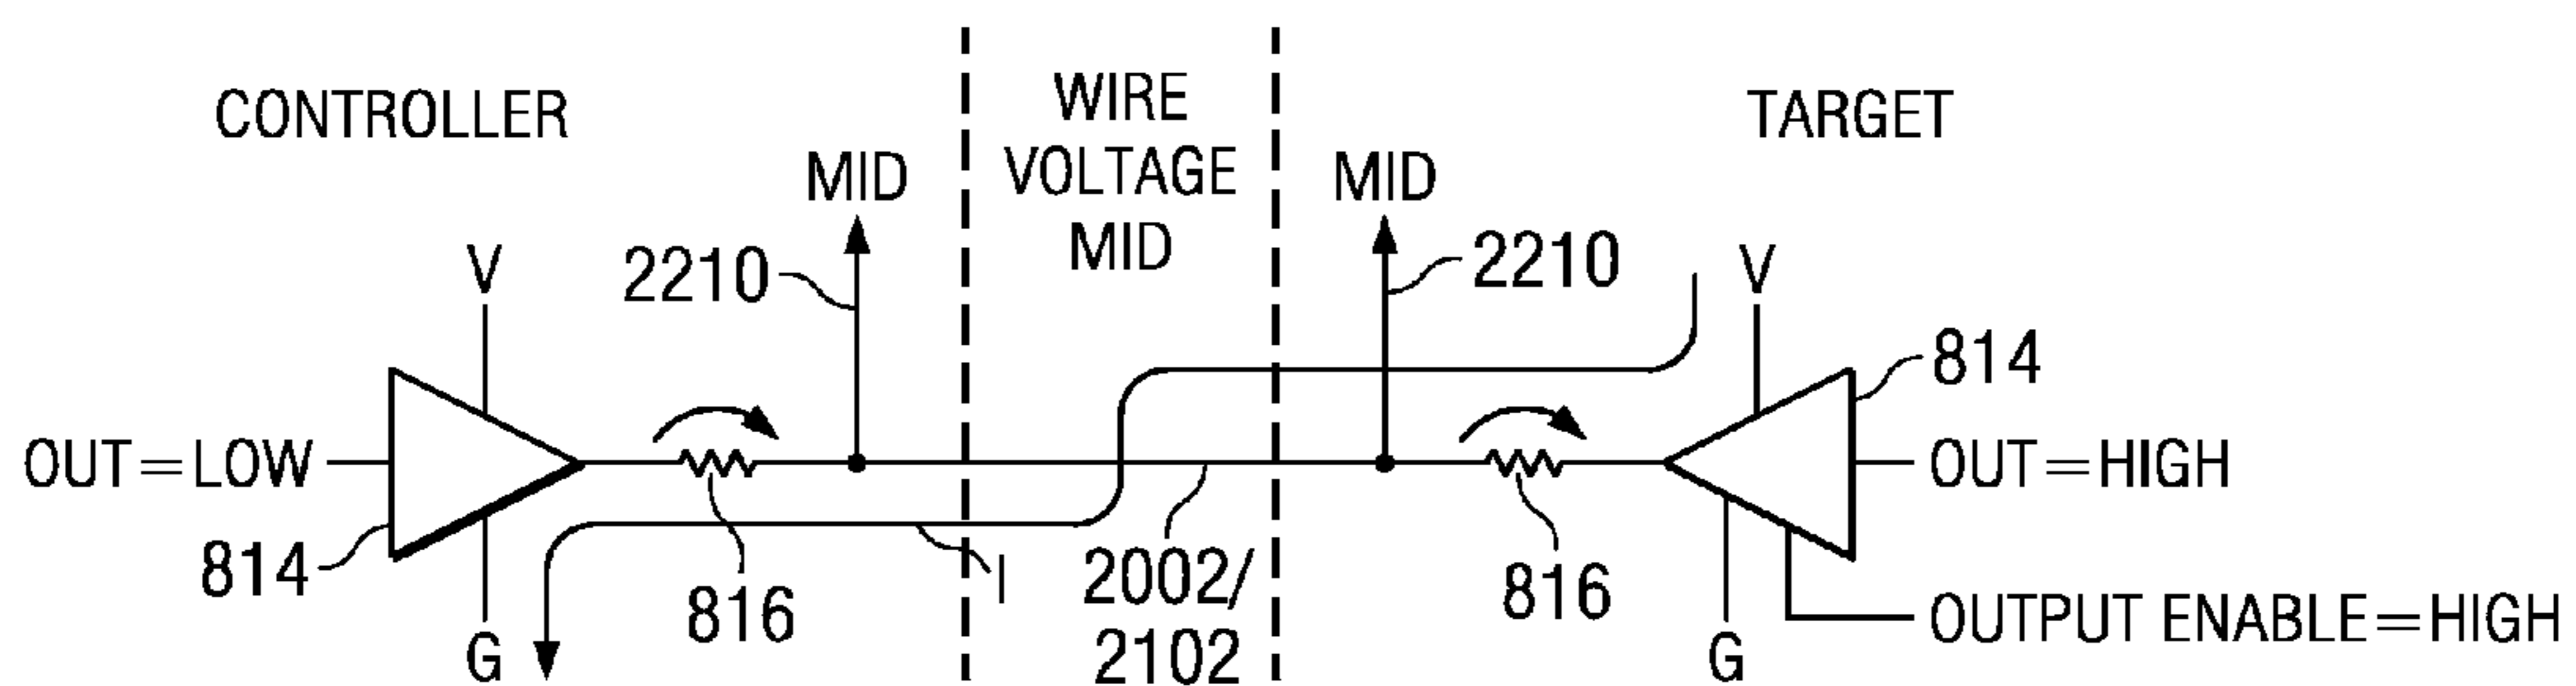 CONTROLLER
WIRE
VOLTAGE
MID
TARGET
MID
MID
V
2210
2210
V
814
OUT=LOW
OUT=HIGH
814
816
I
2002/
2102
816
OUTPUT ENABLE=HIGH
G
G